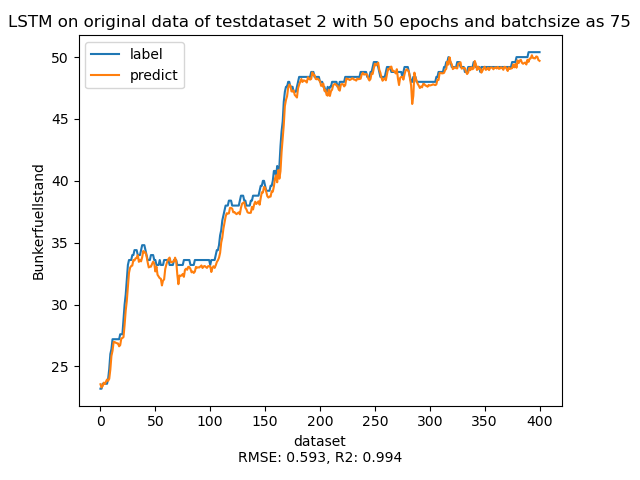 LSTM on original data of testdataset 2 with 50 epochs and batchsize as 75
label
predict
Bunkerfuellstand
50
45
40
35
30
25
0 50 100 150 200 250 300 350 400
dataset
RMSE: 0.593, R2: 0.994